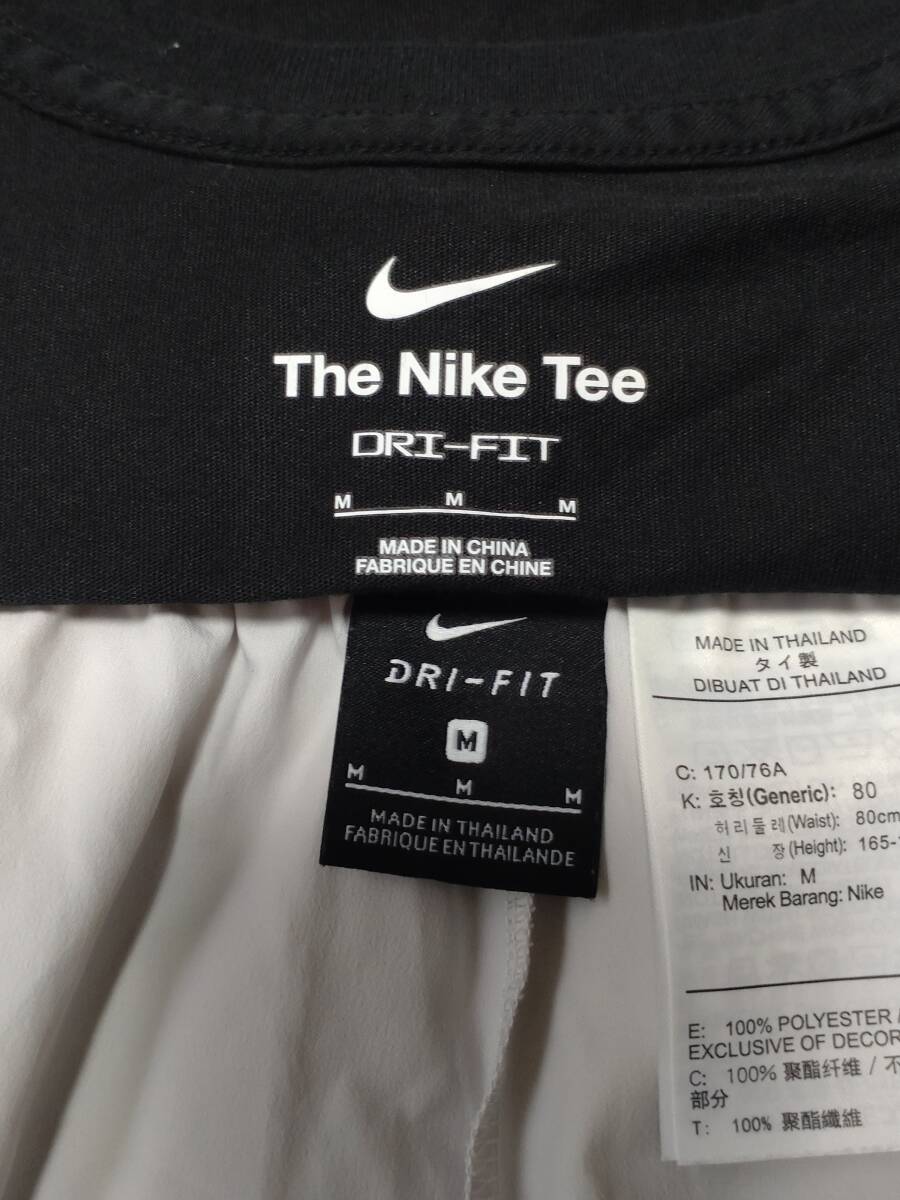 The Nike Tee
DRI-FIT
M M M
MADE IN CHINA
FABRIQUE EN CHINE
DRI-FIT
M
M M M
MADE IN THAILAND
FABRIQUE EN THAILANDE
MADE IN THAILAND
タイ製
DIBUAT DI THAILAND
C: 170/76A
K: 호칭(Generic): 80
허리둘레(Waist): 80cm
신 장(Height): 165-
IN: Ukuran: M
Merek Barang: Nike
E: 100% POLYESTER /
EXCLUSIVE OF DECOR
C: 100% 聚酯纤维 / 不
部分
T: 100% 聚酯纖維